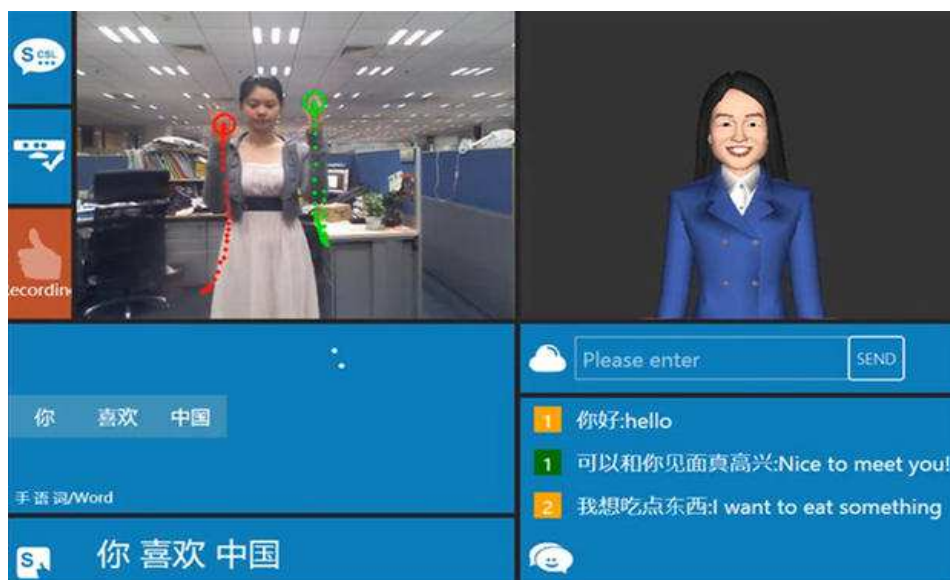 S CSL
Recording
你 喜欢 中国
手语词/Word
S
你 喜欢 中国
Please enter
SEND
1 你好:hello
1 可以和你见面真高兴:Nice to meet you!
2 我想吃点东西:I want to eat something